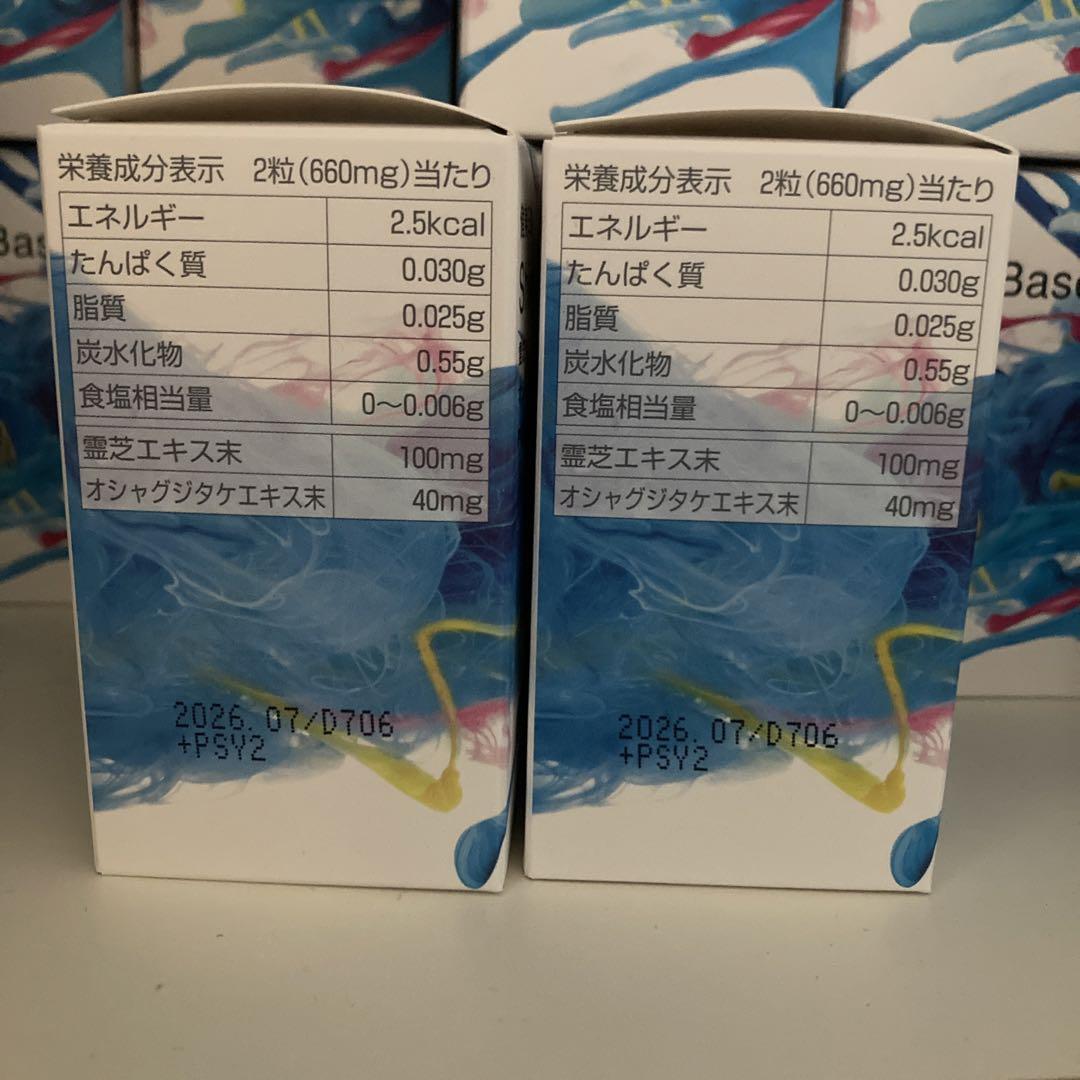 栄養成分表示 2粒(660mg)当たり
エネルギー 2.5kcal
たんぱく質 0.030g
脂質 0.025g
炭水化物 0.55g
食塩相当量 0〜0.006g
霊芝エキス末 100mg
オシャグジタケエキス末 40mg
2026.07/D706
+PSY2
栄養成分表示 2粒(660mg)当たり
エネルギー 2.5kcal
たんぱく質 0.030g
脂質 0.025g
炭水化物 0.55g
食塩相当量 0〜0.006g
霊芝エキス末 100mg
オシャグジタケエキス末 40mg
2026.07/D706
+PSY2